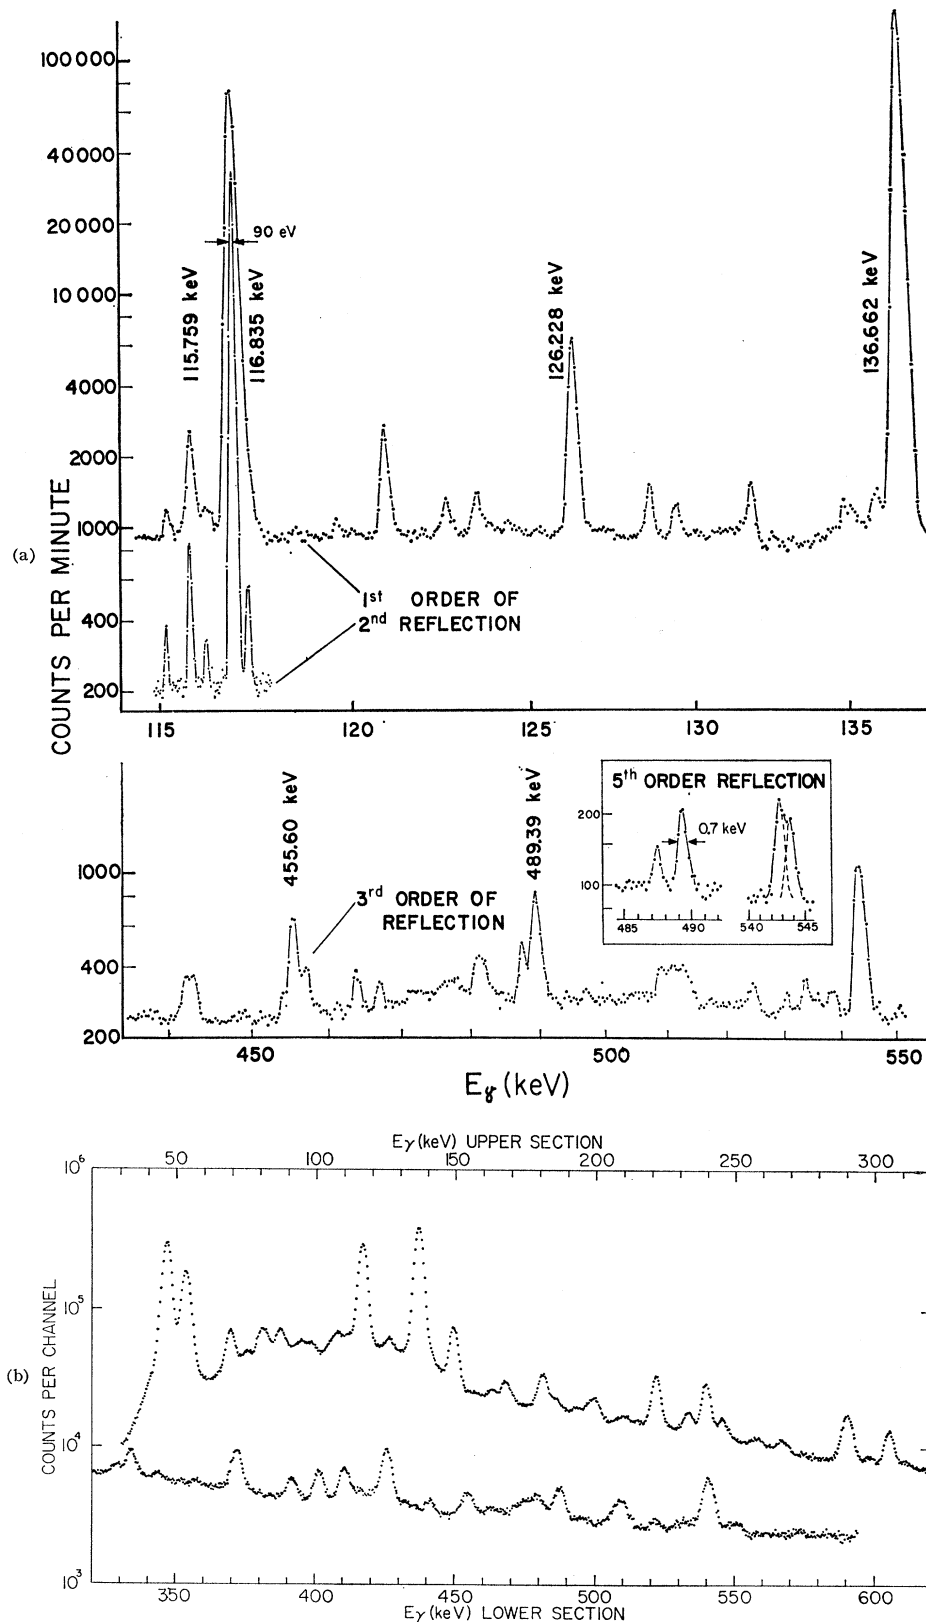 100 000
40 000
20 000
10 000
4000
2000
1000
400
200
COUNTS PER MINUTE
(a)
115.759 keV
90 eV
116.835 keV
126.228 keV
136.662 keV
1st ORDER OF
2nd REFLECTION
115 120 125 130 135
1000
400
200
455.60 keV
3rd ORDER OF
REFLECTION
489.39 keV
5th ORDER REFLECTION
200
100
0.7 keV
485 490 540 545
450 500 550
Eγ (keV)
Eγ (keV) UPPER SECTION
50 100 150 200 250 300
10⁶
10⁵
10⁴
10³
COUNTS PER CHANNEL
(b)
350 400 450 500 550 600
Eγ (keV) LOWER SECTION